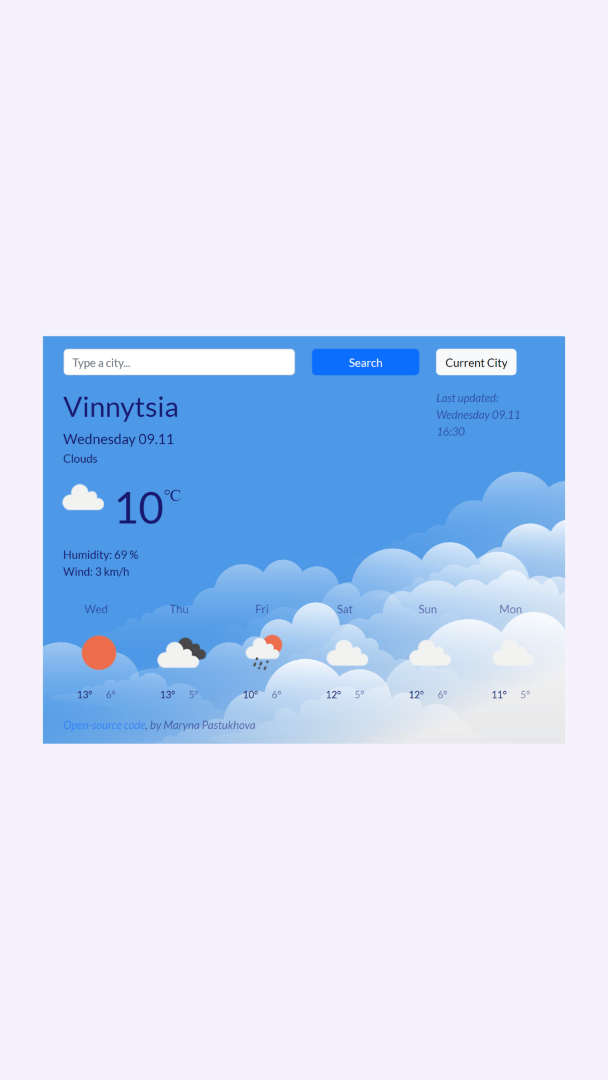 Type a city... Search Current City
Vinnytsia
Wednesday 09.11
Clouds
Last updated:
Wednesday 09.11
16:30
10°C
Humidity: 69 %
Wind: 3 km/h
Wed Thu Fri Sat Sun Mon
13° 6° 13° 5° 10° 6° 12° 5° 12° 6° 11° 5°
Open-source code, by Maryna Pastukhova